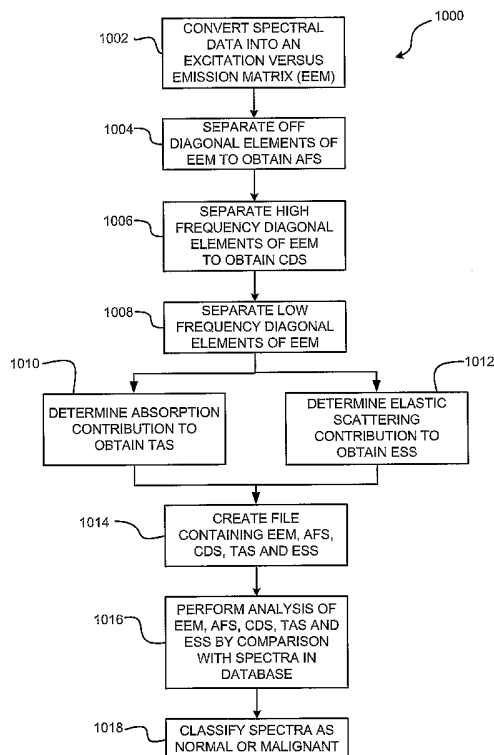 1000
1002
CONVERT SPECTRAL
DATA INTO AN
EXCITATION VERSUS
EMISSION MATRIX (EEM)
1004
SEPARATE OFF
DIAGONAL ELEMENTS OF
EEM TO OBTAIN AFS
1006
SEPARATE HIGH
FREQUENCY DIAGONAL
ELEMENTS OF EEM
TO OBTAIN CDS
1008
SEPARATE LOW
FREQUENCY DIAGONAL
ELEMENTS OF EEM
1010
DETERMINE ABSORPTION
CONTRIBUTION TO
OBTAIN TAS
1012
DETERMINE ELASTIC
SCATTERING
CONTRIBUTION TO
OBTAIN ESS
1014
CREATE FILE
CONTAINING EEM, AFS,
CDS, TAS AND ESS
1016
PERFORM ANALYSIS OF
EEM, AFS, CDS, TAS AND
ESS BY COMPARISON
WITH SPECTRA IN
DATABASE
1018
CLASSIFY SPECTRA AS
NORMAL OR MALIGNANT